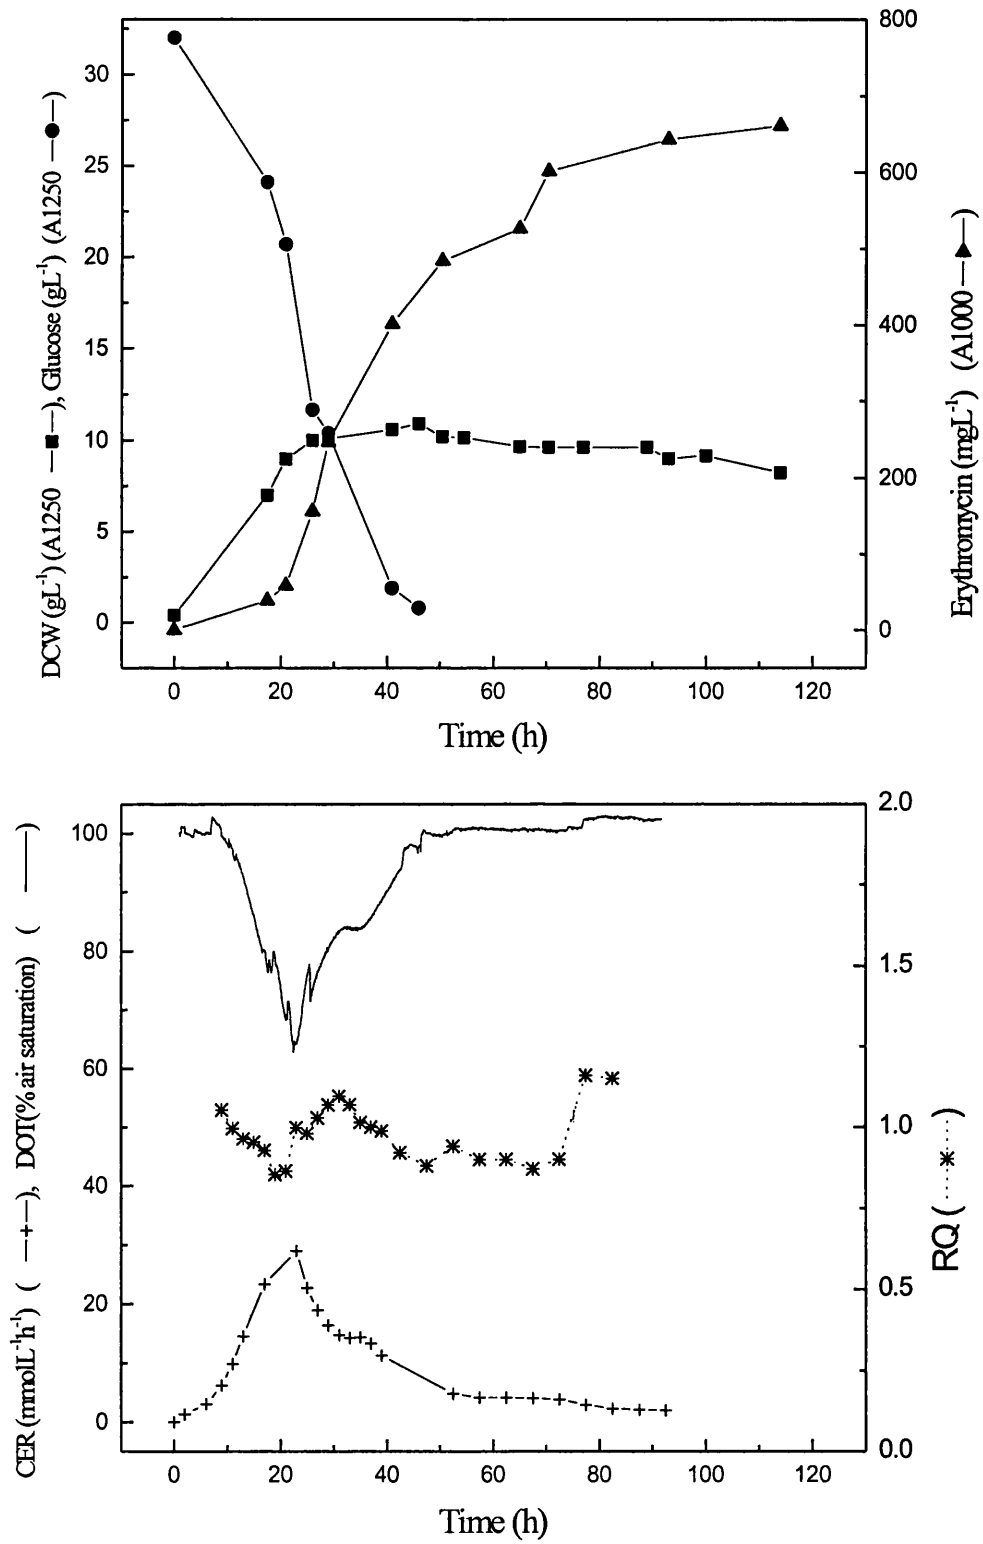 DCW (gL-1) (A1250 —■—), Glucose (gL-1) (A1250 —●—)
30
25
20
15
10
5
0
800
600
400
200
0
Erythromycin (mgL-1) (A1000—▲—)
0 20 40 60 80 100 120
Time (h)
CER (mmolL-1h-1) ( —+—), DOT(% air saturation) ( ——)
100
80
60
40
20
0
2.0
1.5
1.0
0.5
0.0
RQ (····✳····)
0 20 40 60 80 100 120
Time (h)